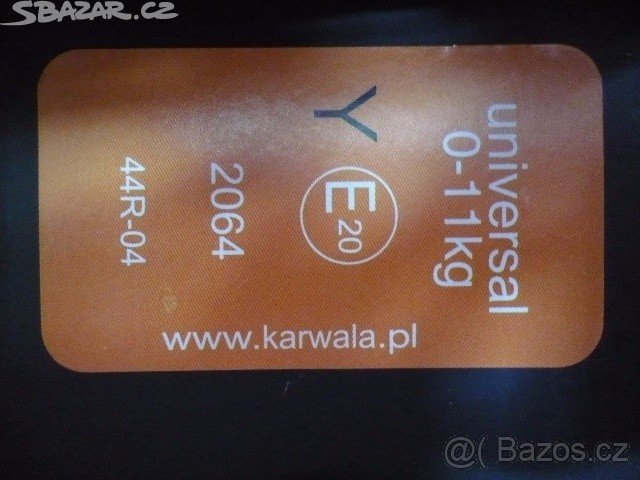 SBAZAR.CZ
universal
0-11kg
Y
E 20
2064
44R-04
www.karwala.pl
@( Bazos.cz